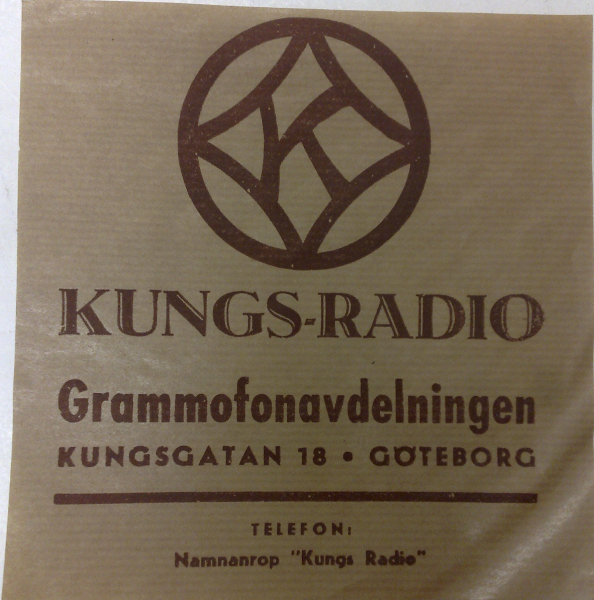 K
KUNGS-RADIO
Grammofonavdelningen
KUNGSGATAN 18 • GÖTEBORG
TELEFON:
Namnanrop "Kungs Radio"